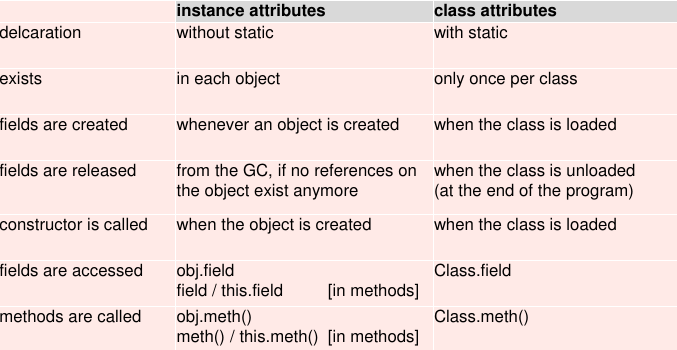 instance attributes class attributes
delcaration without static with static
exists in each object only once per class
fields are created whenever an object is created when the class is loaded
fields are released from the GC, if no references on when the class is unloaded
the object exist anymore (at the end of the program)
constructor is called when the object is created when the class is loaded
fields are accessed obj.field Class.field
field / this.field [in methods]
methods are called obj.meth() Class.meth()
meth() / this.meth() [in methods]